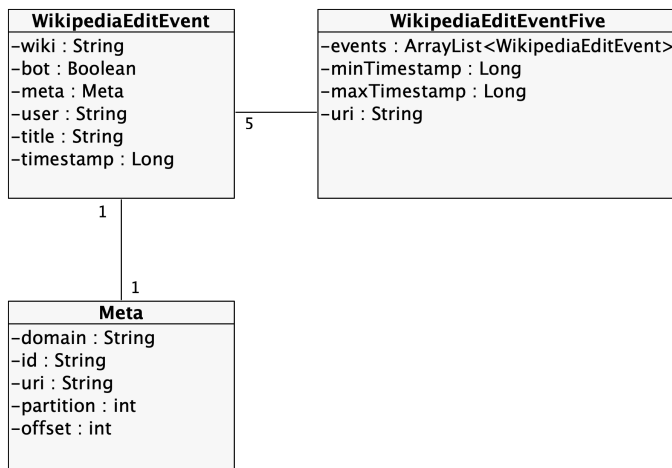 WikipediaEditEvent
-wiki : String
-bot : Boolean
-meta : Meta
-user : String
-title : String
-timestamp : Long
5
WikipediaEditEventFive
-events : ArrayList<WikipediaEditEvent>
-minTimestamp : Long
-maxTimestamp : Long
-uri : String
1
1
Meta
-domain : String
-id : String
-uri : String
-partition : int
-offset : int